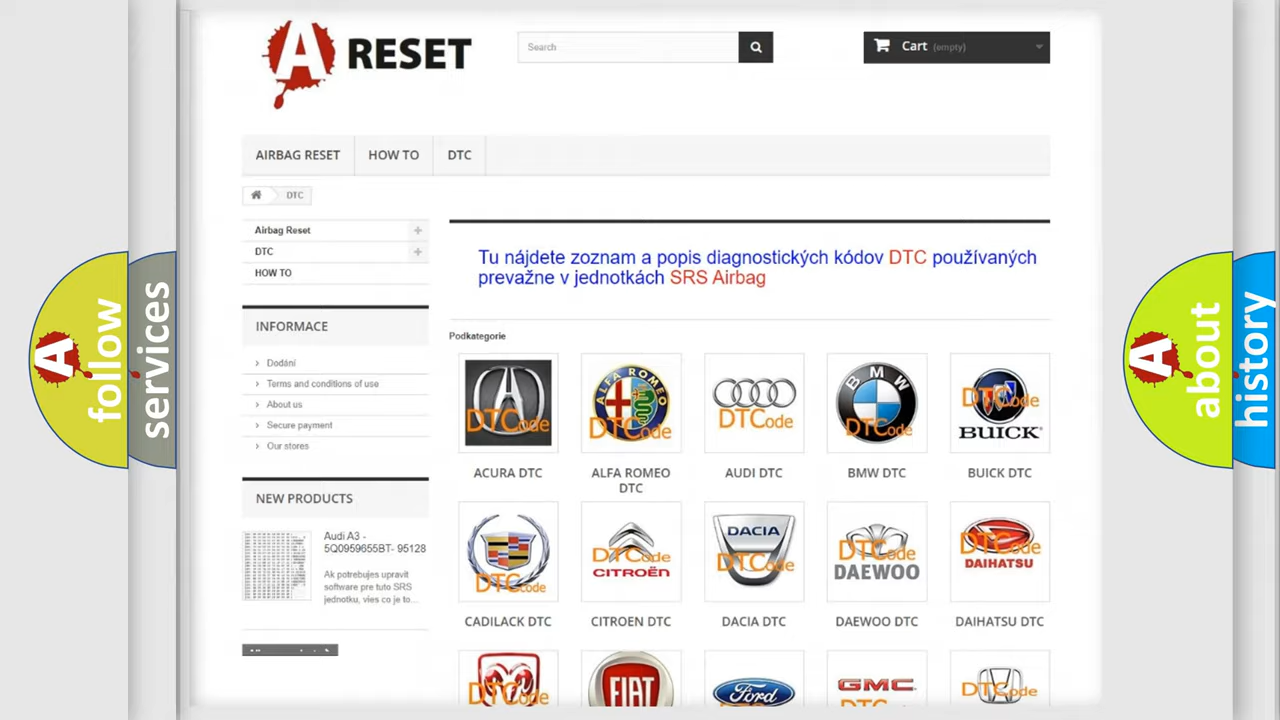 A RESET
Search
Cart (empty)
AIRBAG RESET
HOW TO
DTC
DTC
Airbag Reset
DTC
HOW TO
INFORMACE
Dodání
Terms and conditions of use
About us
Secure payment
Our stores
NEW PRODUCTS
Audi A3 -
5Q0959655BT- 95128
Ak potrebujes upravit
software pre tuto SRS
jednotku, vies co je to...
Tu nájdete zoznam a popis diagnostických kódov DTC používaných
prevažne v jednotkách SRS Airbag
Podkategorie
DTCode
ALFA ROMEO
DTCode
DTCode
BMW
DTCode
DTCode
BUICK
ACURA DTC
ALFA ROMEO
DTC
AUDI DTC
BMW DTC
BUICK DTC
DTCode
DTCode
CITROËN
DACIA
DTCode
DTCode
DAEWOO
DTCode
DAIHATSU
CADILACK DTC
CITROEN DTC
DACIA DTC
DAEWOO DTC
DAIHATSU DTC
DTCode
FIAT
Ford
GMC
DTCode
A follow
services
A about
history